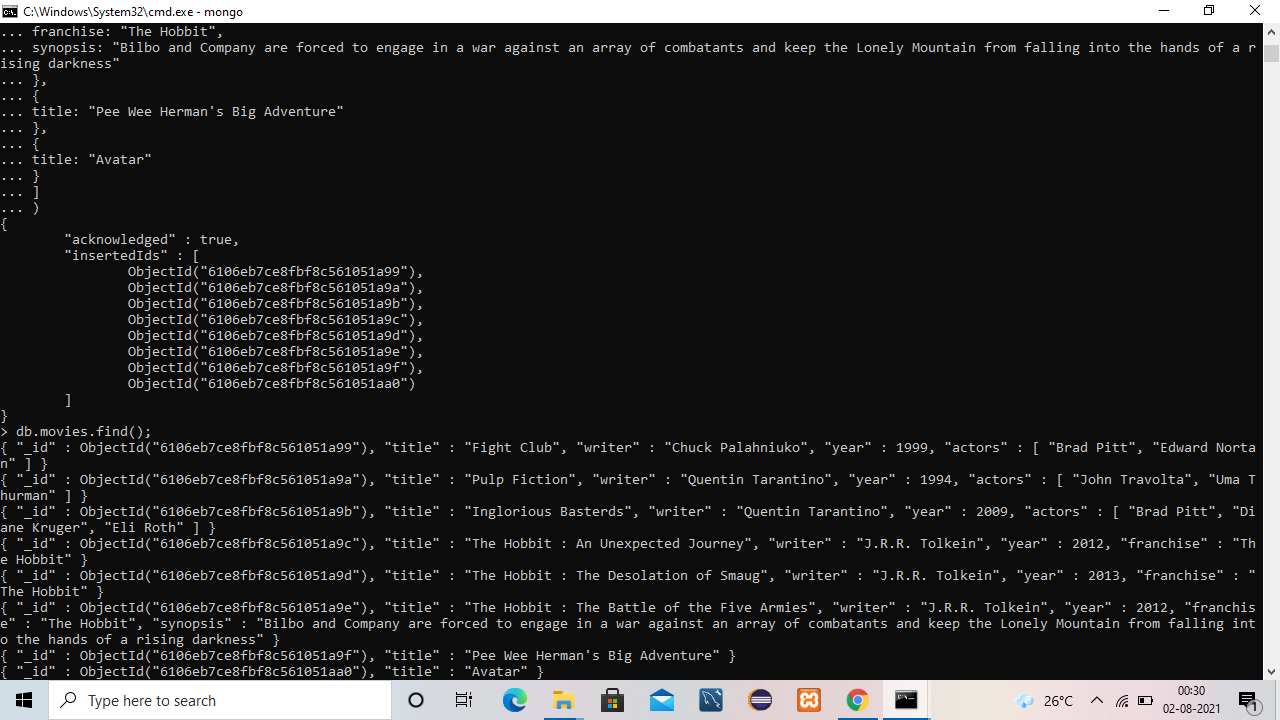 C:\Windows\System32\cmd.exe - mongo
... franchise: "The Hobbit",
... synopsis: "Bilbo and Company are forced to engage in a war against an array of combatants and keep the Lonely Mountain from falling into the hands of a r
ising darkness"
... },
... {
... title: "Pee Wee Herman's Big Adventure"
... },
... {
... title: "Avatar"
... }
... ]
... )
{
        "acknowledged" : true,
        "insertedIds" : [
                ObjectId("6106eb7ce8fbf8c561051a99"),
                ObjectId("6106eb7ce8fbf8c561051a9a"),
                ObjectId("6106eb7ce8fbf8c561051a9b"),
                ObjectId("6106eb7ce8fbf8c561051a9c"),
                ObjectId("6106eb7ce8fbf8c561051a9d"),
                ObjectId("6106eb7ce8fbf8c561051a9e"),
                ObjectId("6106eb7ce8fbf8c561051a9f"),
                ObjectId("6106eb7ce8fbf8c561051aa0")
        ]
}
> db.movies.find();
{ "_id" : ObjectId("6106eb7ce8fbf8c561051a99"), "title" : "Fight Club", "writer" : "Chuck Palahniuko", "year" : 1999, "actors" : [ "Brad Pitt", "Edward Norta
n" ] }
{ "_id" : ObjectId("6106eb7ce8fbf8c561051a9a"), "title" : "Pulp Fiction", "writer" : "Quentin Tarantino", "year" : 1994, "actors" : [ "John Travolta", "Uma T
hurman" ] }
{ "_id" : ObjectId("6106eb7ce8fbf8c561051a9b"), "title" : "Inglorious Basterds", "writer" : "Quentin Tarantino", "year" : 2009, "actors" : [ "Brad Pitt", "Di
ane Kruger", "Eli Roth" ] }
{ "_id" : ObjectId("6106eb7ce8fbf8c561051a9c"), "title" : "The Hobbit : An Unexpected Journey", "writer" : "J.R.R. Tolkein", "year" : 2012, "franchise" : "Th
e Hobbit" }
{ "_id" : ObjectId("6106eb7ce8fbf8c561051a9d"), "title" : "The Hobbit : The Desolation of Smaug", "writer" : "J.R.R. Tolkein", "year" : 2013, "franchise" : "
The Hobbit" }
{ "_id" : ObjectId("6106eb7ce8fbf8c561051a9e"), "title" : "The Hobbit : The Battle of the Five Armies", "writer" : "J.R.R. Tolkein", "year" : 2012, "franchis
e" : "The Hobbit", "synopsis" : "Bilbo and Company are forced to engage in a war against an array of combatants and keep the Lonely Mountain from falling int
o the hands of a rising darkness" }
{ "_id" : ObjectId("6106eb7ce8fbf8c561051a9f"), "title" : "Pee Wee Herman's Big Adventure" }
{ "_id" : ObjectId("6106eb7ce8fbf8c561051aa0"), "title" : "Avatar" }
Type here to search
26°C
00:30
02-08-2021
1